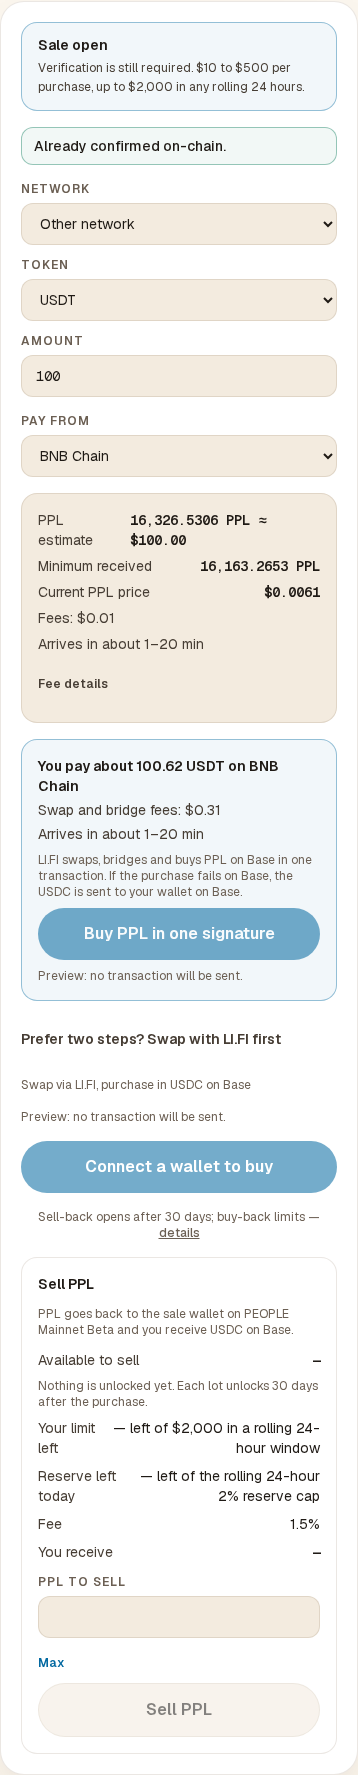 Sale open
Verification is still required. $10 to $500 per
purchase, up to $2,000 in any rolling 24 hours.
Already confirmed on-chain.
NETWORK
Other network
TOKEN
USDT
AMOUNT
100
PAY FROM
BNB Chain
PPL estimate 16,326.5306 PPL ≈ $100.00
Minimum received 16,163.2653 PPL
Current PPL price $0.0061
Fees: $0.01
Arrives in about 1–20 min
Fee details
You pay about 100.62 USDT on BNB
Chain
Swap and bridge fees: $0.31
Arrives in about 1–20 min
LI.FI swaps, bridges and buys PPL on Base in one
transaction. If the purchase fails on Base, the
USDC is sent to your wallet on Base.
Buy PPL in one signature
Preview: no transaction will be sent.
Prefer two steps? Swap with LI.FI first
Swap via LI.FI, purchase in USDC on Base
Preview: no transaction will be sent.
Connect a wallet to buy
Sell-back opens after 30 days; buy-back limits —
details
Sell PPL
PPL goes back to the sale wallet on PEOPLE
Mainnet Beta and you receive USDC on Base.
Available to sell —
Nothing is unlocked yet. Each lot unlocks 30 days
after the purchase.
Your limit left — left of $2,000 in a rolling 24-hour window
Reserve left today — left of the rolling 24-hour 2% reserve cap
Fee 1.5%
You receive —
PPL TO SELL
Max
Sell PPL